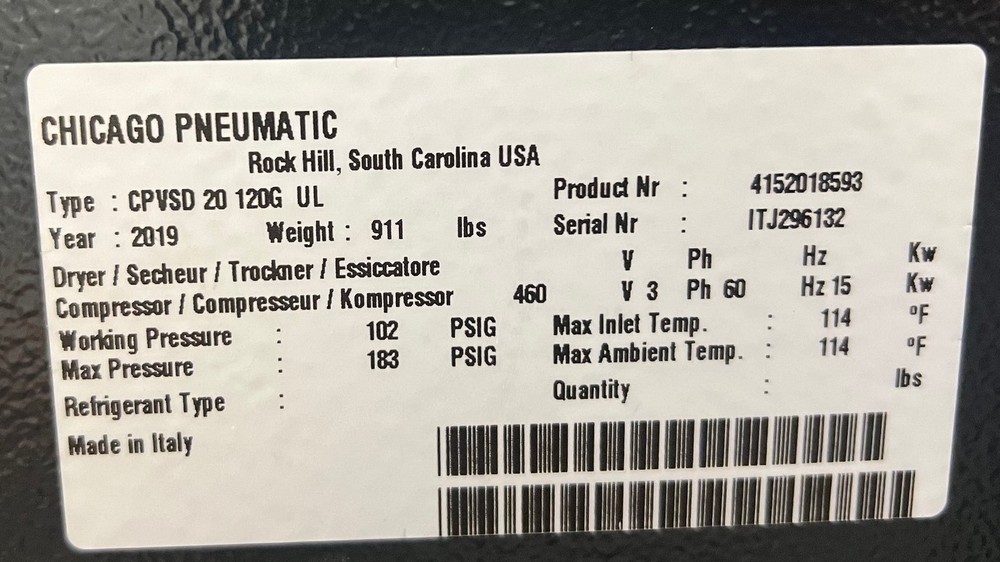 CHICAGO PNEUMATIC
Rock Hill, South Carolina USA
Type : CPVSD 20 120G UL Product Nr : 4152018593
Year : 2019 Weight : 911 lbs Serial Nr : ITJ296132
Dryer / Secheur / Trockner / Essiccatore V Ph Hz Kw
Compressor / Compresseur / Kompressor 460 V 3 Ph 60 Hz 15 Kw
Working Pressure : 102 PSIG Max Inlet Temp. : 114 °F
Max Pressure : 183 PSIG Max Ambient Temp. : 114 °F
Refrigerant Type : Quantity : lbs
Made in Italy